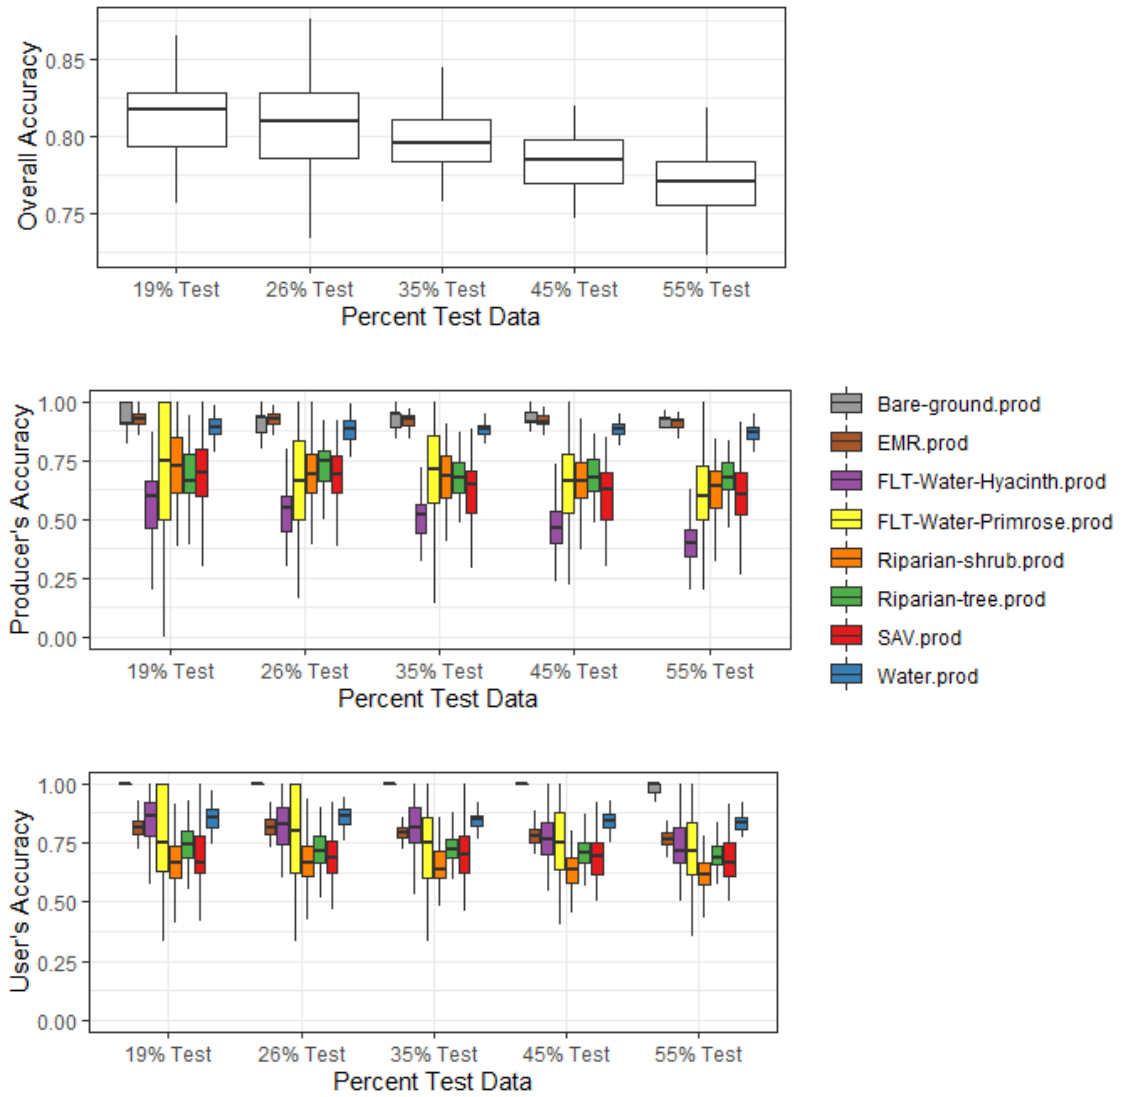 Overall Accuracy
0.85
0.80
0.75
19% Test 26% Test 35% Test 45% Test 55% Test
Percent Test Data
Producer's Accuracy
1.00
0.75
0.50
0.25
0.00
19% Test 26% Test 35% Test 45% Test 55% Test
Percent Test Data
Bare-ground.prod
EMR.prod
FLT-Water-Hyacinth.prod
FLT-Water-Primrose.prod
Riparian-shrub.prod
Riparian-tree.prod
SAV.prod
Water.prod
User's Accuracy
1.00
0.75
0.50
0.25
0.00
19% Test 26% Test 35% Test 45% Test 55% Test
Percent Test Data